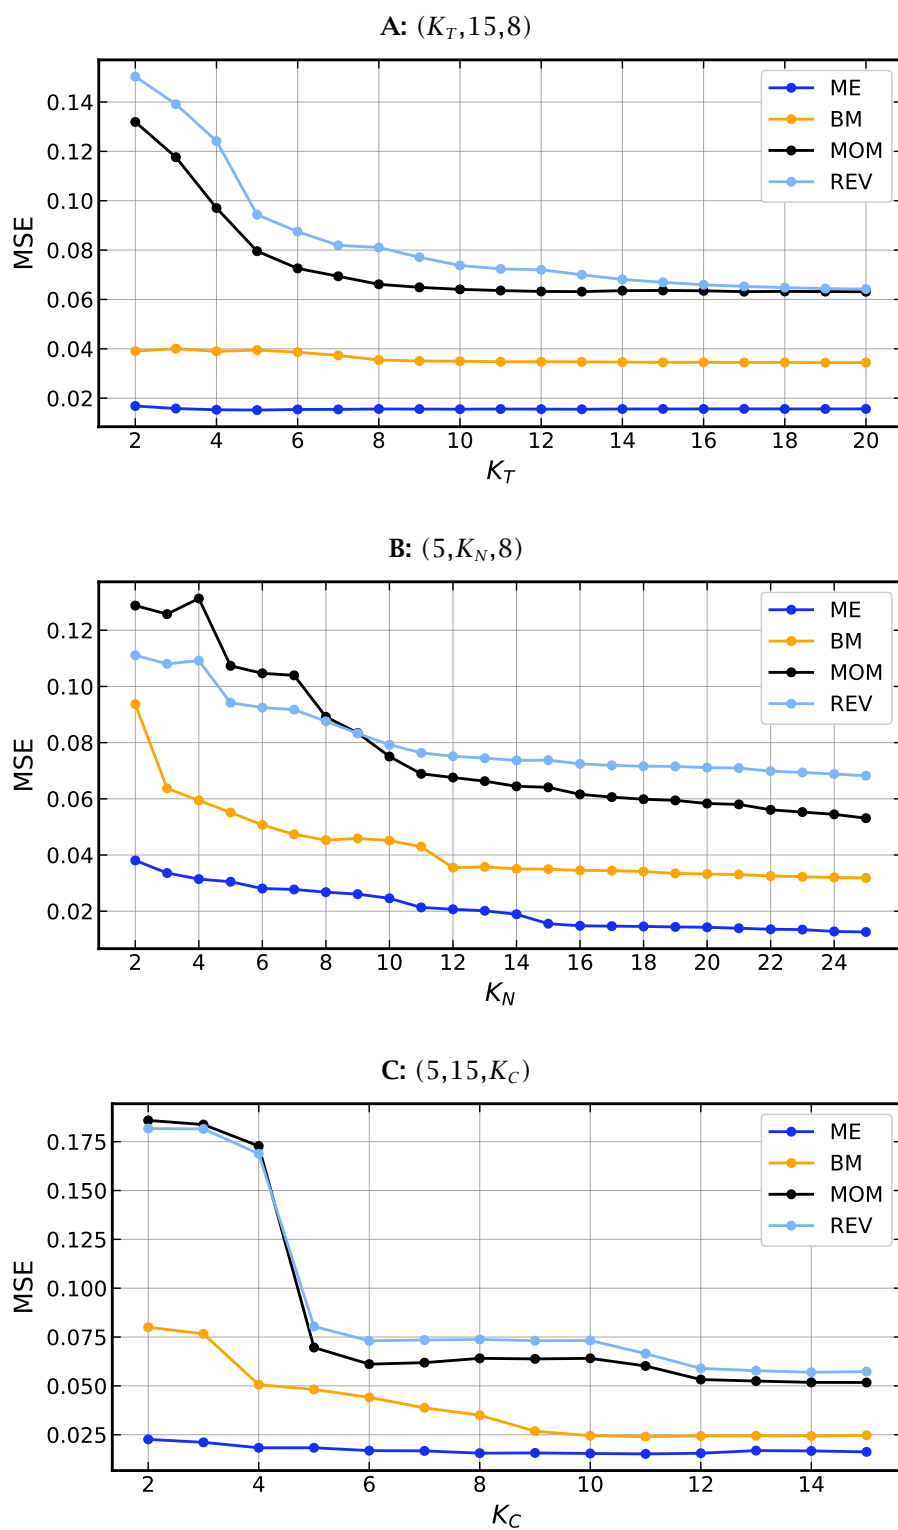 A: (K_T,15,8)
MSE
0.14
0.12
0.10
0.08
0.06
0.04
0.02
ME
BM
MOM
REV
2 4 6 8 10 12 14 16 18 20
K_T
B: (5,K_N,8)
MSE
0.12
0.10
0.08
0.06
0.04
0.02
ME
BM
MOM
REV
2 4 6 8 10 12 14 16 18 20 22 24
K_N
C: (5,15,K_C)
MSE
0.175
0.150
0.125
0.100
0.075
0.050
0.025
ME
BM
MOM
REV
2 4 6 8 10 12 14
K_C